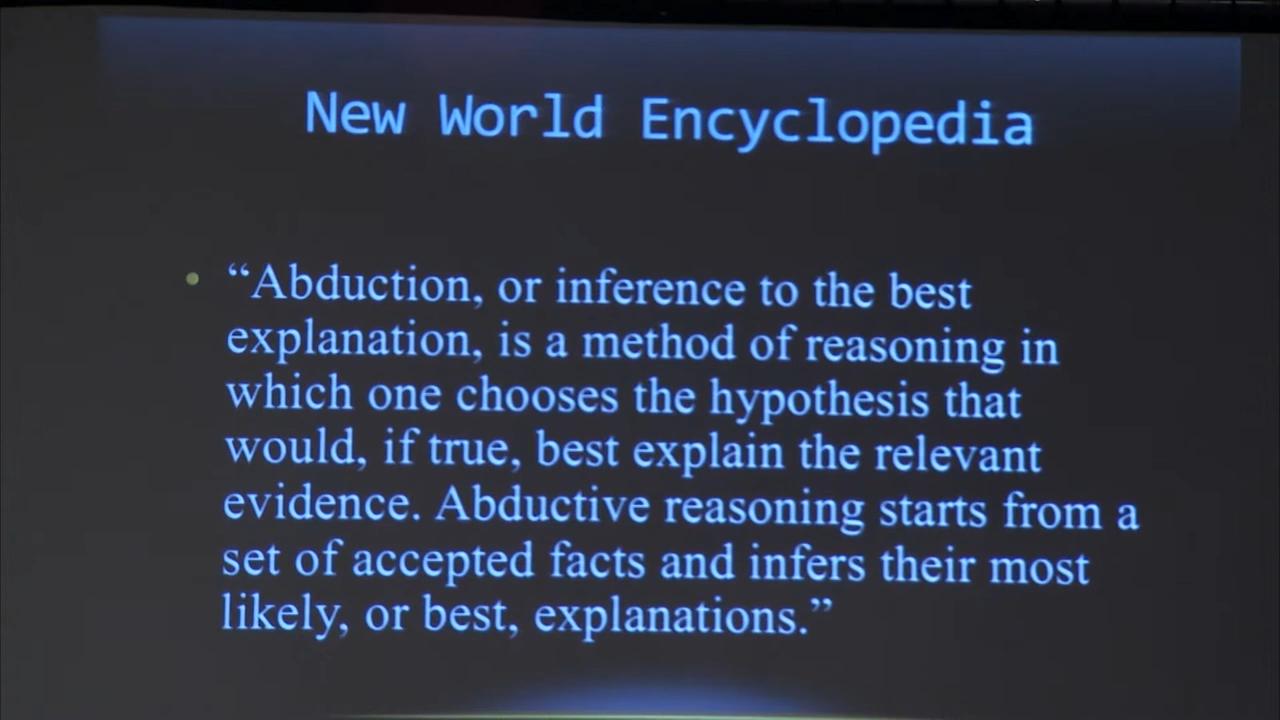 New World Encyclopedia
• “Abduction, or inference to the best
explanation, is a method of reasoning in
which one chooses the hypothesis that
would, if true, best explain the relevant
evidence. Abductive reasoning starts from a
set of accepted facts and infers their most
likely, or best, explanations.”